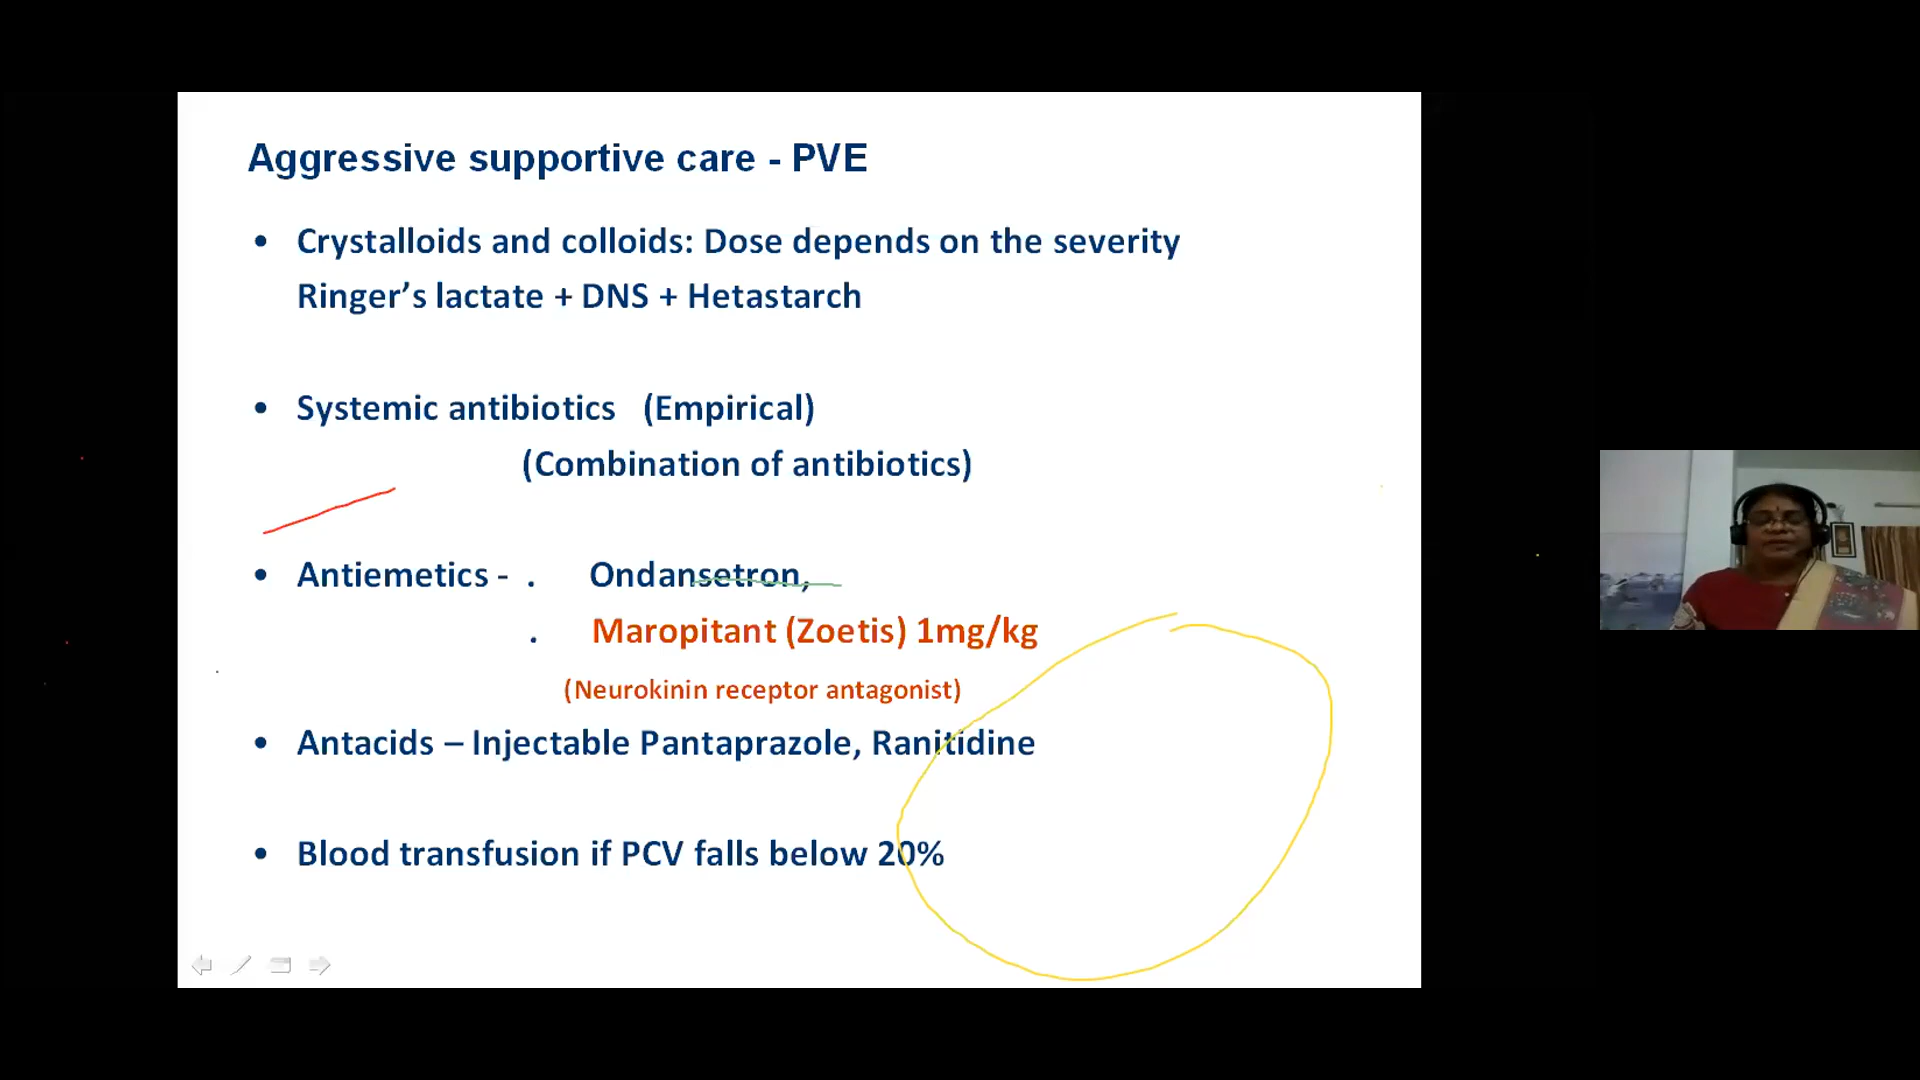 Aggressive supportive care - PVE
• Crystalloids and colloids: Dose depends on the severity
Ringer’s lactate + DNS + Hetastarch
• Systemic antibiotics (Empirical)
(Combination of antibiotics)
• Antiemetics - . Ondansetron,
. Maropitant (Zoetis) 1mg/kg
(Neurokinin receptor antagonist)
• Antacids – Injectable Pantaprazole, Ranitidine
• Blood transfusion if PCV falls below 20%